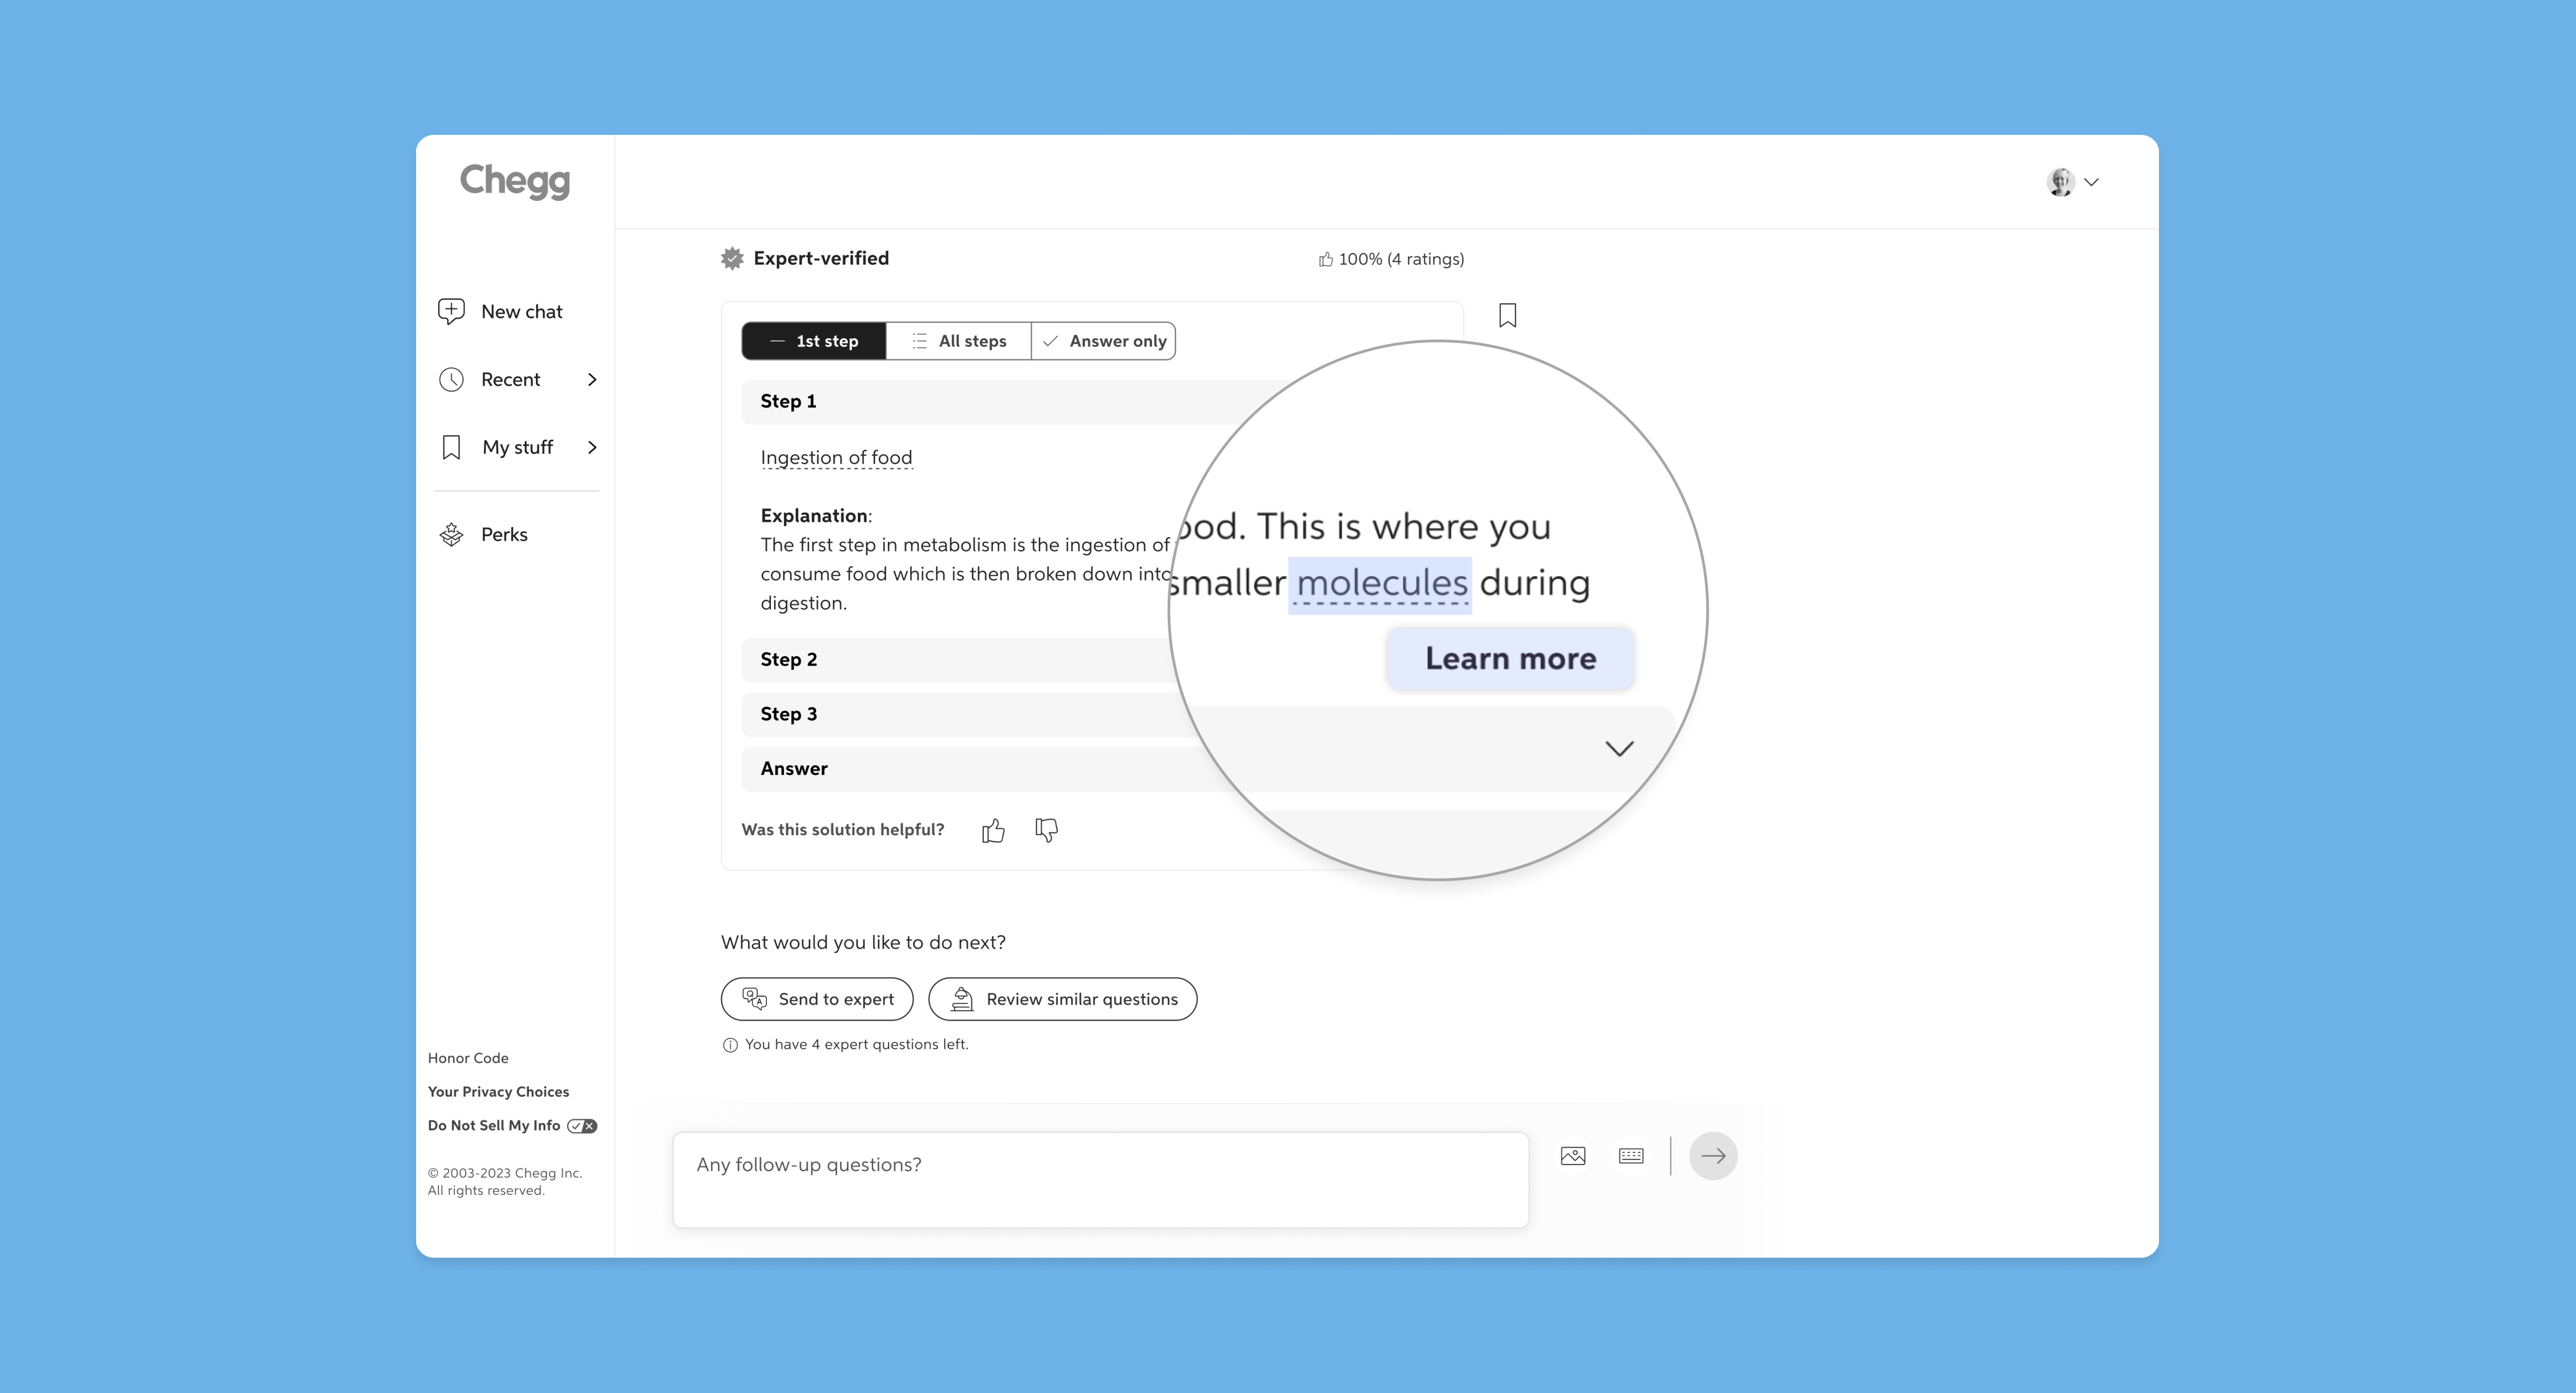 Chegg
New chat
Recent
My stuff
Perks
Honor Code
Your Privacy Choices
Do Not Sell My Info
© 2003-2023 Chegg Inc.
All rights reserved.
Expert-verified
100% (4 ratings)
1st step
All steps
Answer only
Step 1
Ingestion of food
Explanation:
The first step in metabolism is the ingestion of
consume food which is then broken down into
digestion.
ood. This is where you
smaller molecules during
Learn more
Step 2
Step 3
Answer
Was this solution helpful?
What would you like to do next?
Send to expert
Review similar questions
You have 4 expert questions left.
Any follow-up questions?